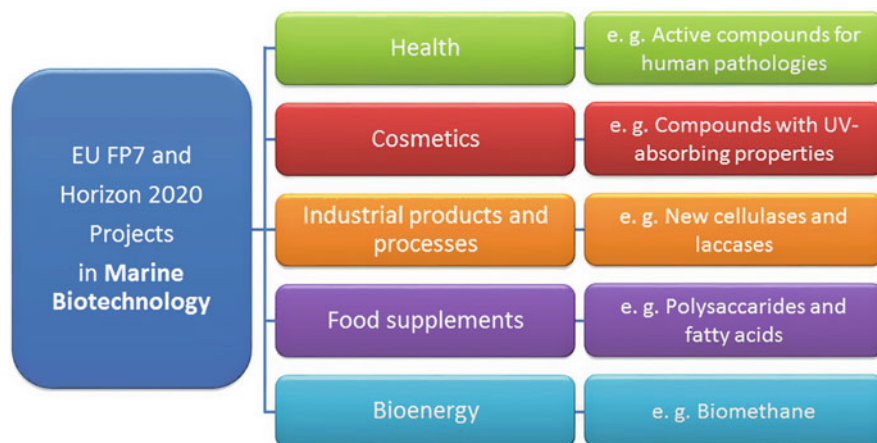 EU FP7 and
Horizon 2020
Projects
in Marine
Biotechnology
Health
e. g. Active compounds for
human pathologies
Cosmetics
e. g. Compounds with UV-
absorbing properties
Industrial products and
processes
e. g. New cellulases and
laccases
Food supplements
e. g. Polysaccarides and
fatty acids
Bioenergy
e. g. Biomethane